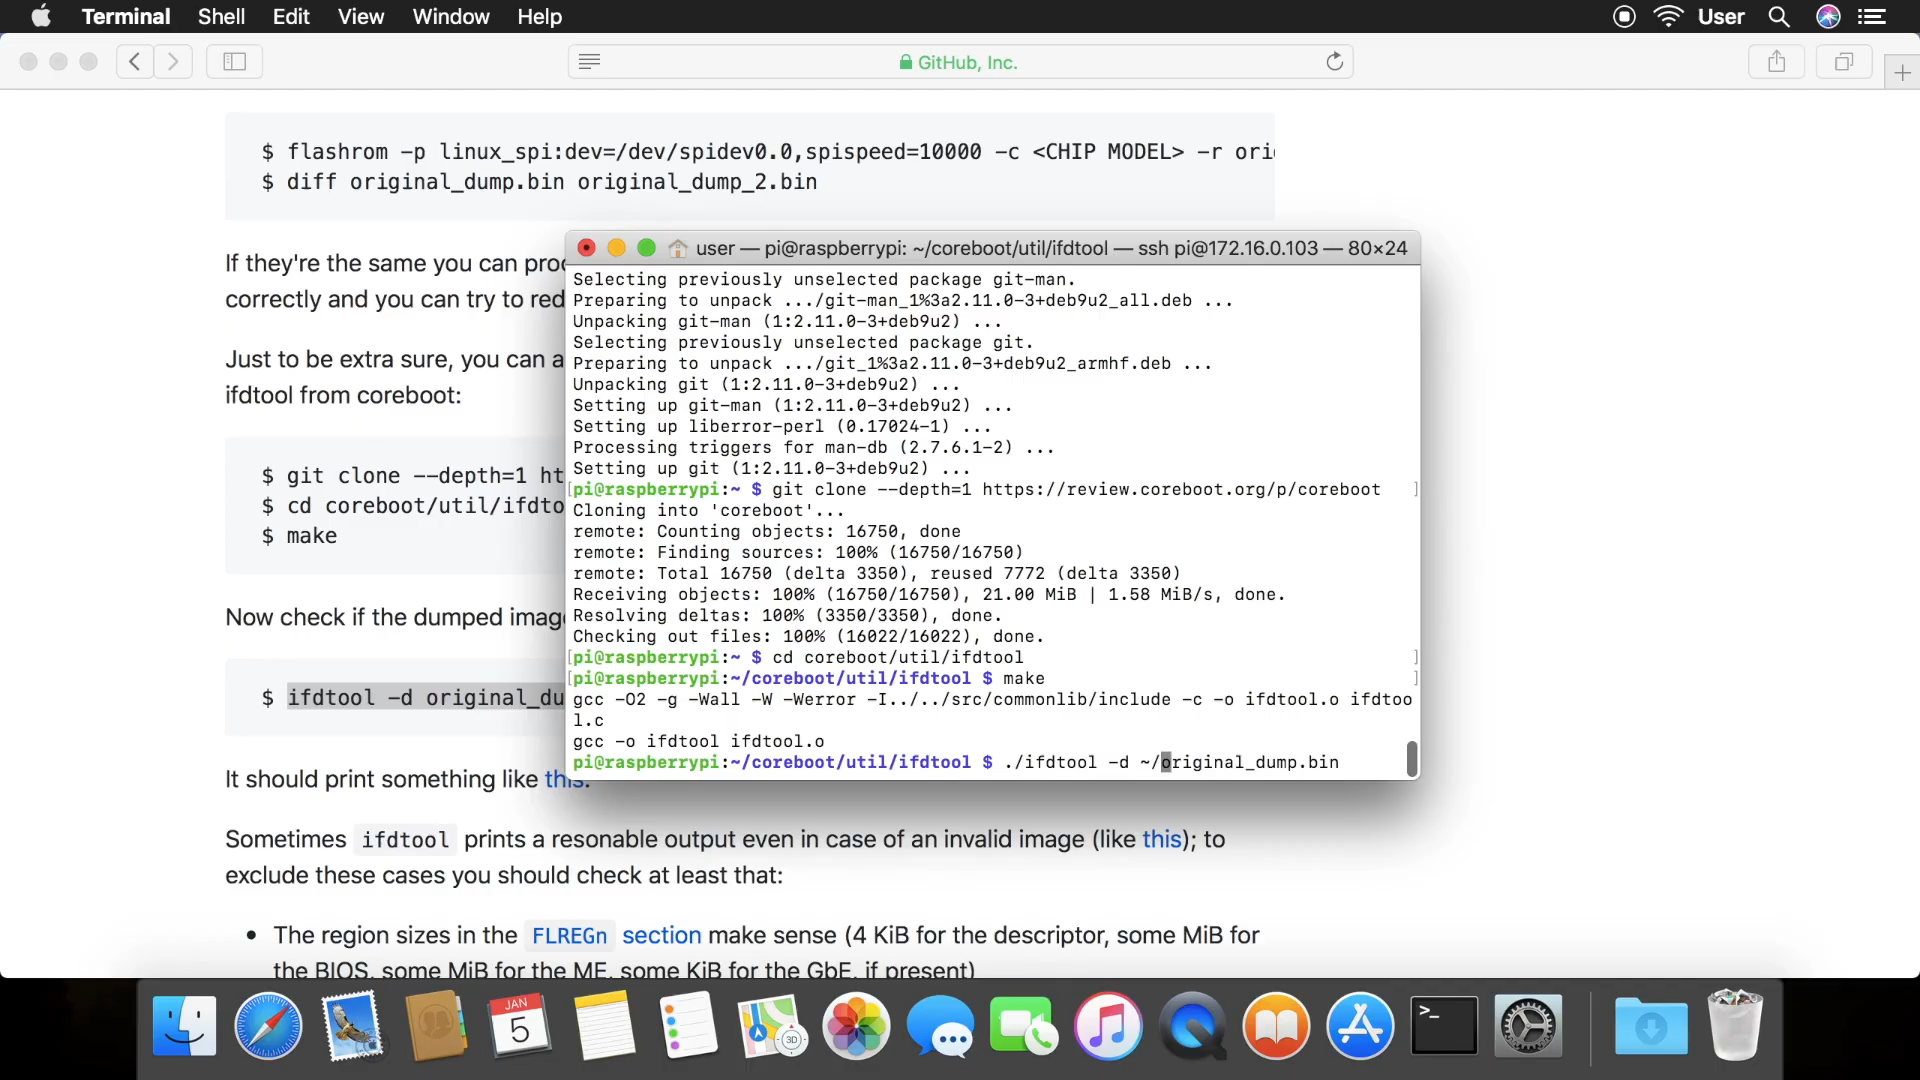 Terminal Shell Edit View Window Help User
GitHub, Inc.
$ flashrom -p linux_spi:dev=/dev/spidev0.0,spispeed=10000 -c <CHIP MODEL> -r ori
$ diff original_dump.bin original_dump_2.bin
If they're the same you can pro
correctly and you can try to red
Just to be extra sure, you can a
ifdtool from coreboot:
$ git clone --depth=1 ht
$ cd coreboot/util/ifdto
$ make
Now check if the dumped imag
$ ifdtool -d original_du
It should print something like this.
Sometimes ifdtool prints a resonable output even in case of an invalid image (like this); to
exclude these cases you should check at least that:
• The region sizes in the FLREGn section make sense (4 KiB for the descriptor, some MiB for
the BIOS, some MiB for the ME, some KiB for the GbE, if present)
user — pi@raspberrypi: ~/coreboot/util/ifdtool — ssh pi@172.16.0.103 — 80×24
Selecting previously unselected package git-man.
Preparing to unpack .../git-man_1%3a2.11.0-3+deb9u2_all.deb ...
Unpacking git-man (1:2.11.0-3+deb9u2) ...
Selecting previously unselected package git.
Preparing to unpack .../git_1%3a2.11.0-3+deb9u2_armhf.deb ...
Unpacking git (1:2.11.0-3+deb9u2) ...
Setting up git-man (1:2.11.0-3+deb9u2) ...
Setting up liberror-perl (0.17024-1) ...
Processing triggers for man-db (2.7.6.1-2) ...
Setting up git (1:2.11.0-3+deb9u2) ...
[pi@raspberrypi:~ $ git clone --depth=1 https://review.coreboot.org/p/coreboot ]
Cloning into 'coreboot'...
remote: Counting objects: 16750, done
remote: Finding sources: 100% (16750/16750)
remote: Total 16750 (delta 3350), reused 7772 (delta 3350)
Receiving objects: 100% (16750/16750), 21.00 MiB | 1.58 MiB/s, done.
Resolving deltas: 100% (3350/3350), done.
Checking out files: 100% (16022/16022), done.
[pi@raspberrypi:~ $ cd coreboot/util/ifdtool ]
[pi@raspberrypi:~/coreboot/util/ifdtool $ make ]
gcc -O2 -g -Wall -W -Werror -I../../src/commonlib/include -c -o ifdtool.o ifdtoo
l.c
gcc -o ifdtool ifdtool.o
pi@raspberrypi:~/coreboot/util/ifdtool $ ./ifdtool -d ~/original_dump.bin
JAN
5
3D
>_